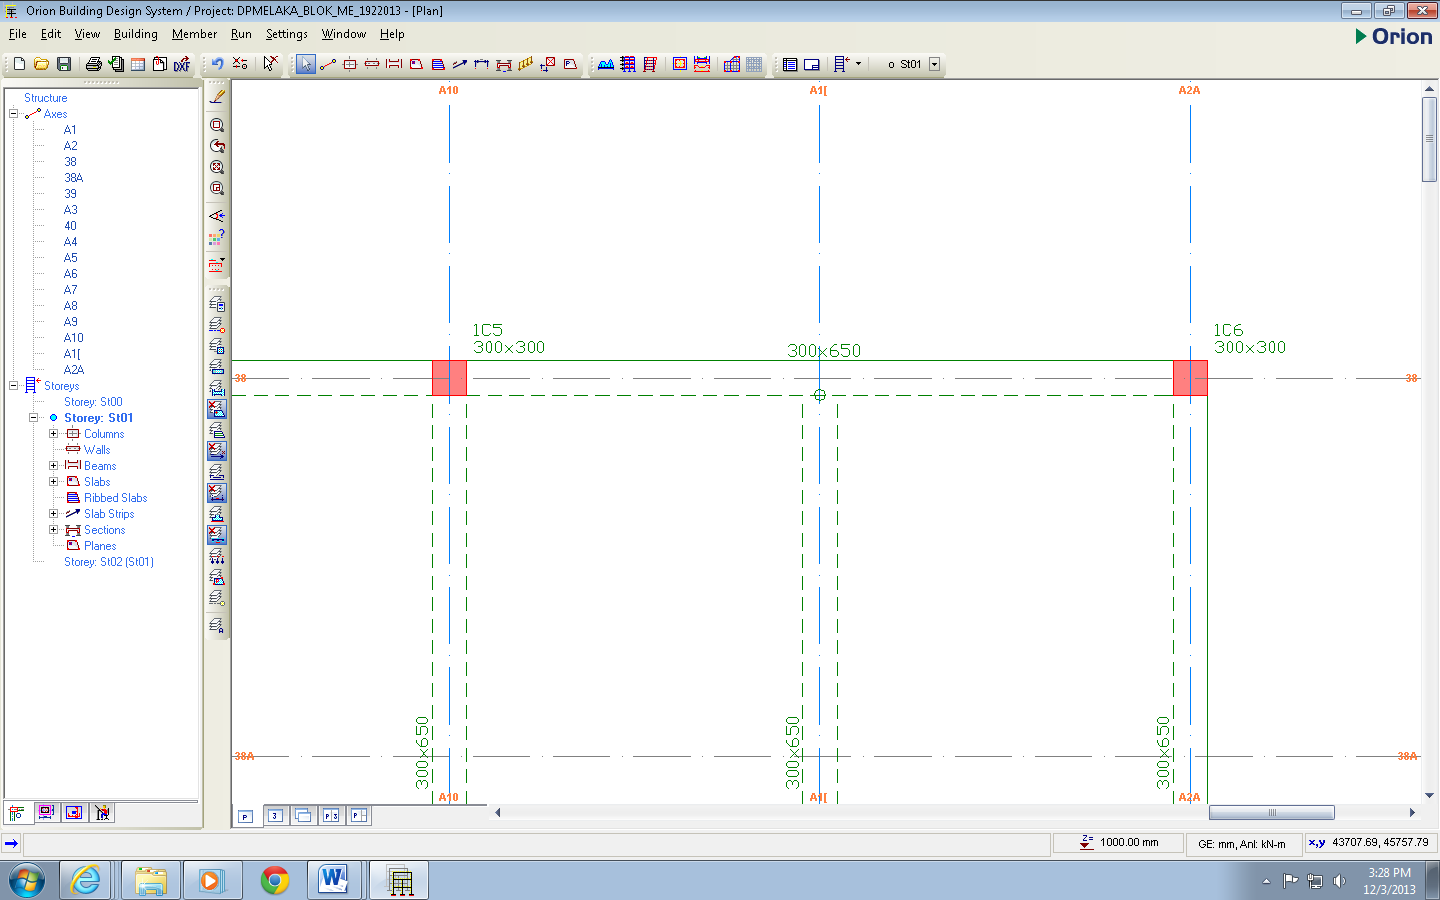 Orion Building Design System / Project: DPMELAKA_BLOK_ME_1922013 - [Plan]
File Edit View Building Member Run Settings Window Help
Orion
DXF
St01
Structure
Axes
A1
A2
38
38A
39
A3
40
A4
A5
A6
A7
A8
A9
A10
A1[
A2A
Storeys
Storey: St00
Storey: St01
Columns
Walls
Beams
Slabs
Ribbed Slabs
Slab Strips
Sections
Planes
Storey: St02 (St01)
A10 A1[ A2A
1C5 1C6
300x300 300x650 300x300
38 38
300x650 300x650 300x650
38A 38A
A10 A1[ A2A
P 3 P 3 P
Z= 1000.00 mm GE: mm, Anl: kN-m x,y 43707.69, 45757.79
3:28 PM
12/3/2013